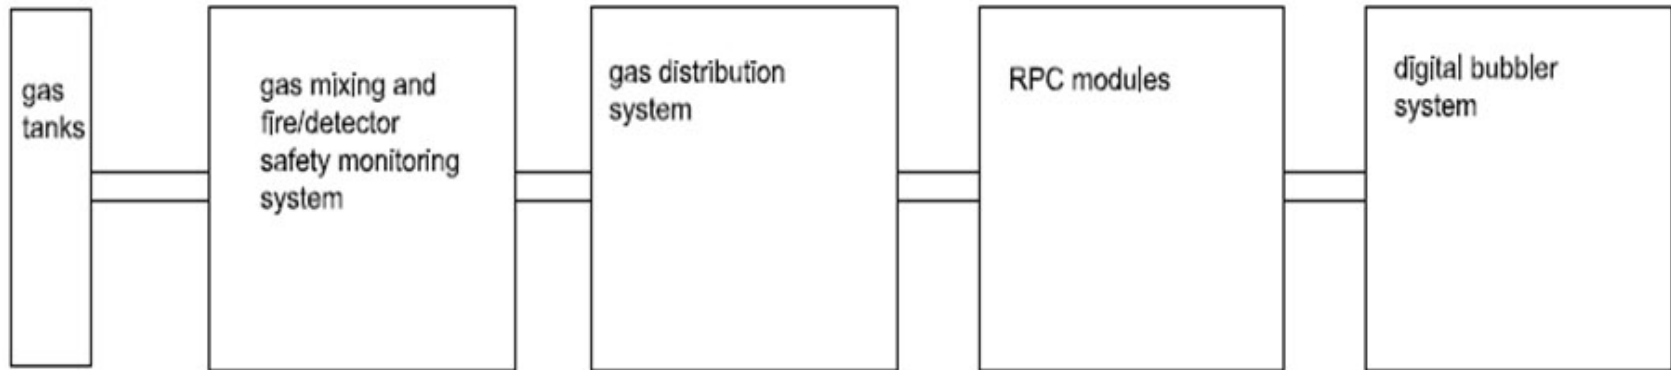 gas
tanks
gas mixing and
fire/detector
safety monitoring
system
gas distribution
system
RPC modules
digital bubbler
system